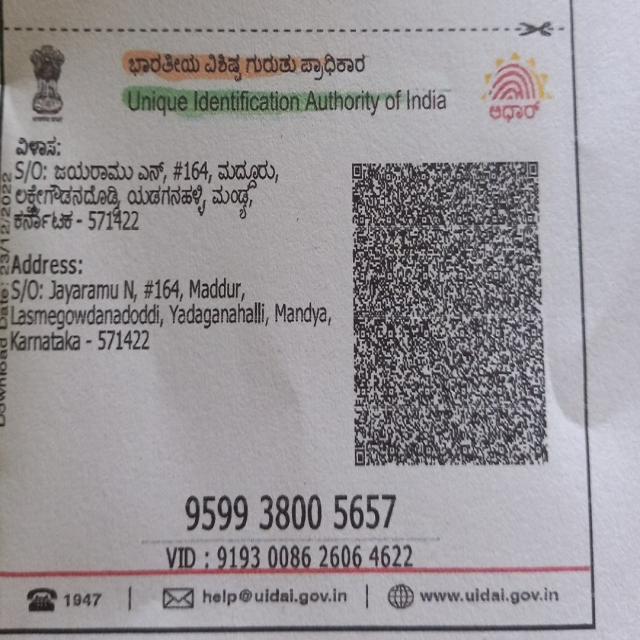 ಭಾರತೀಯ ವಿಶಿಷ್ಟ ಗುರುತು ಪ್ರಾಧಿಕಾರ
Unique Identification Authority of India
ಆಧಾರ್
ವಿಳಾಸ:
S/O: ಜಯರಾಮು ಎನ್, #164, ಮದ್ದೂರು,
ಲಕ್ಷ್ಮೇಗೌಡನದೊಡ್ಡಿ, ಯಡಗನಹಳ್ಳಿ, ಮಂಡ್ಯ,
ಕರ್ನಾಟಕ - 571422
Address:
S/O: Jayaramu N, #164, Maddur,
Lasmegowdanadoddi, Yadaganahalli, Mandya,
Karnataka - 571422
Download Date: 23/12/2022
9599 3800 5657
VID : 9193 0086 2606 4622
1947 | help@uidai.gov.in | www.uidai.gov.in